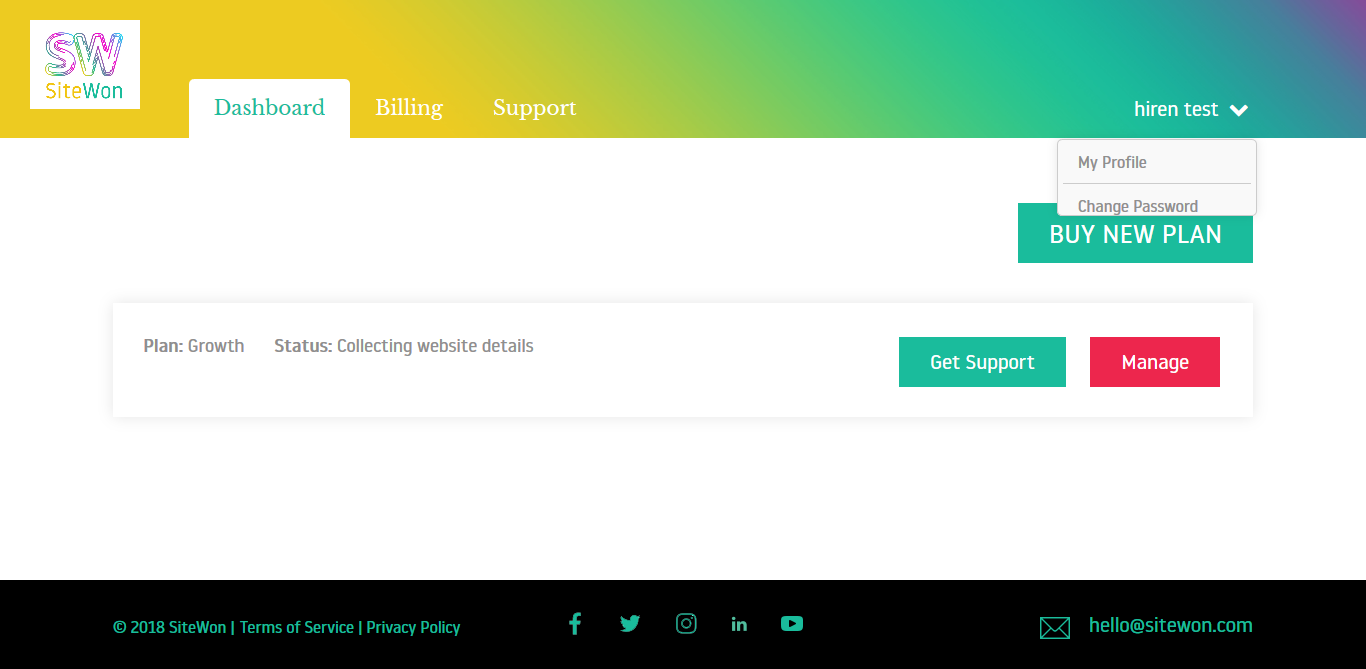 SW
SiteWon
Dashboard Billing Support hiren test
My Profile
Change Password
BUY NEW PLAN
Plan: Growth Status: Collecting website details Get Support Manage
© 2018 SiteWon | Terms of Service | Privacy Policy hello@sitewon.com